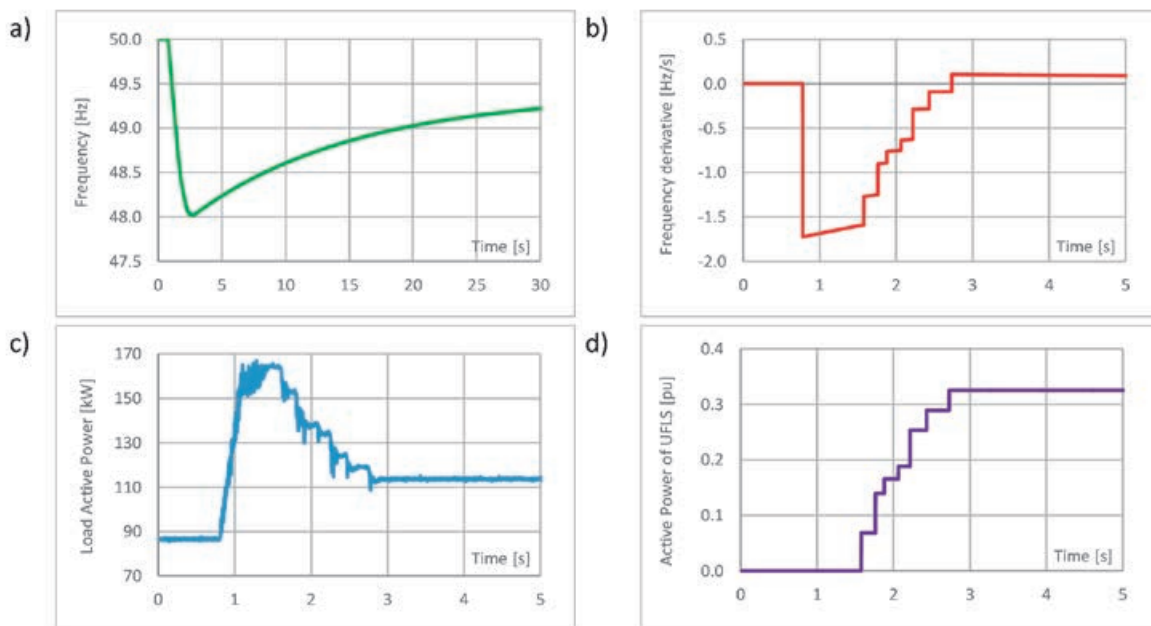 a)
50.0
49.5
49.0
48.5
48.0
47.5
Frequency [Hz]
Time [s]
0 5 10 15 20 25 30
b)
0.5
0.0
-0.5
-1.0
-1.5
-2.0
Frequency derivative [Hz/s]
Time [s]
0 1 2 3 4 5
c)
170
150
130
110
90
70
Load Active Power [kW]
Time [s]
0 1 2 3 4 5
d)
0.4
0.3
0.2
0.1
0.0
Active Power of UFLS [pu]
Time [s]
0 1 2 3 4 5